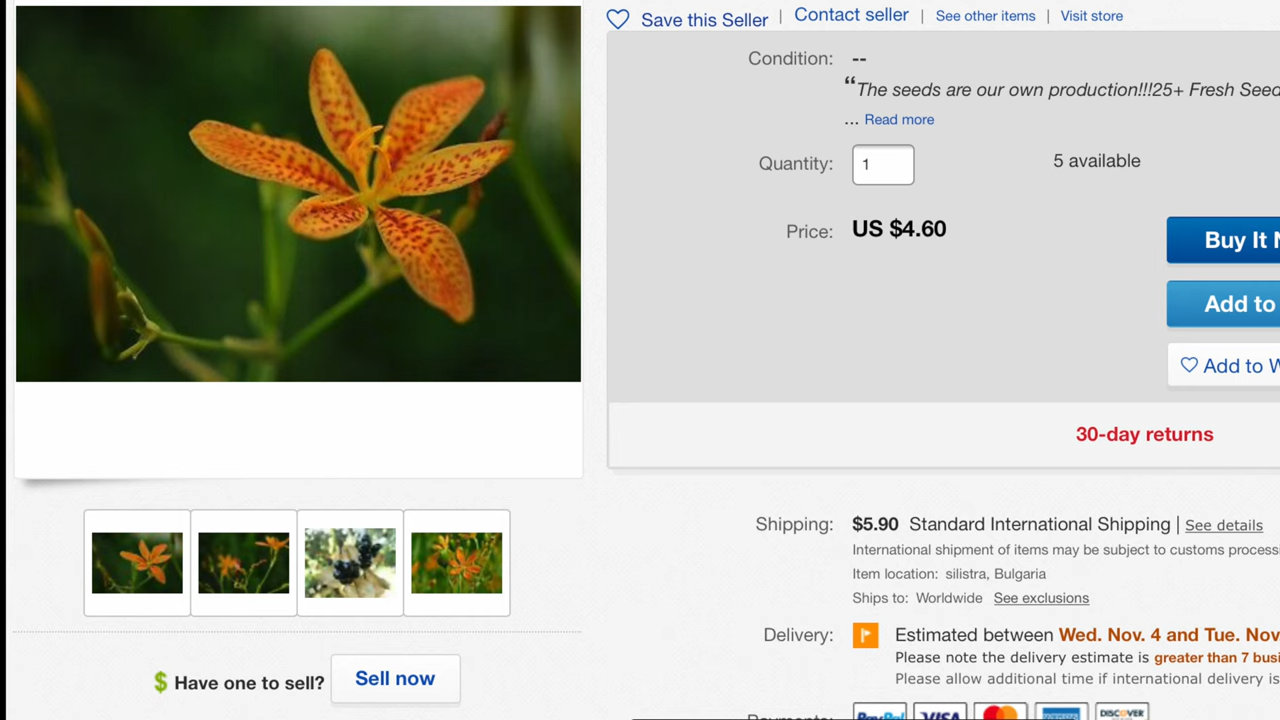 Save this Seller | Contact seller | See other items | Visit store
Condition: --
“The seeds are our own production!!!25+ Fresh Seed
... Read more
Quantity: 1 5 available
Price: US $4.60
Buy It
Add to
Add to
30-day returns
Shipping: $5.90 Standard International Shipping | See details
International shipment of items may be subject to customs
Item location: silistra, Bulgaria
Ships to: Worldwide See exclusions
Delivery: Estimated between Wed. Nov. 4 and Tue. Nov
Please note the delivery estimate is greater than 7
Please allow additional time if international delivery is
$ Have one to sell? Sell now
Payments: PayPal VISA DISCOVER